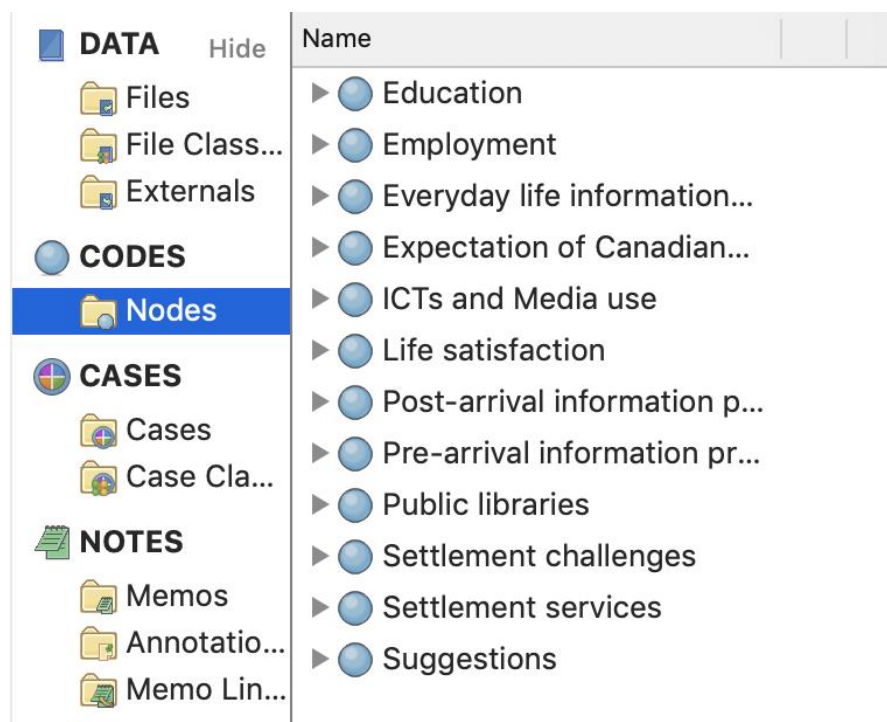 DATA Hide
Files
File Class...
Externals
CODES
Nodes
CASES
Cases
Case Cla...
NOTES
Memos
Annotatio...
Memo Lin...
Name
Education
Employment
Everyday life information...
Expectation of Canadian...
ICTs and Media use
Life satisfaction
Post-arrival information p...
Pre-arrival information pr...
Public libraries
Settlement challenges
Settlement services
Suggestions